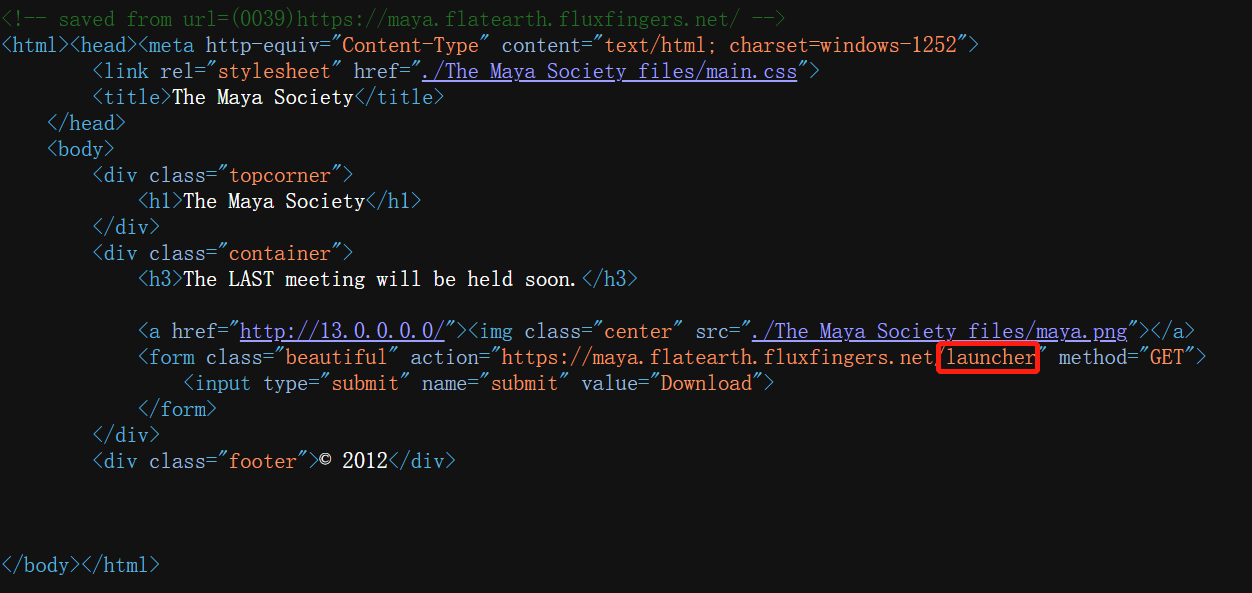 <!-- saved from url=(0039)https://maya.flatearth.fluxfingers.net/ -->
<html><head><meta http-equiv="Content-Type" content="text/html; charset=windows-1252">
<link rel="stylesheet" href="./The Maya Society_files/main.css">
<title>The Maya Society</title>
</head>
<body>
<div class="topcorner">
<h1>The Maya Society</h1>
</div>
<div class="container">
<h3>The LAST meeting will be held soon.</h3>
<a href="http://13.0.0.0.0/"><img class="center" src="./The Maya Society_files/maya.png"></a>
<form class="beautiful" action="https://maya.flatearth.fluxfingers.net/launcher" method="GET">
<input type="submit" name="submit" value="Download">
</form>
</div>
<div class="footer">© 2012</div>
</body></html>